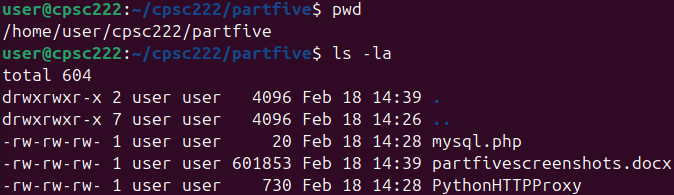 user@cpsc222:~/cpsc222/partfive$ pwd
/home/user/cpsc222/partfive
user@cpsc222:~/cpsc222/partfive$ ls -la
total 604
drwxrwxr-x 2 user user   4096 Feb 18 14:39 .
drwxrwxr-x 7 user user   4096 Feb 18 14:26 ..
-rw-rw-rw- 1 user user     20 Feb 18 14:28 mysql.php
-rw-rw-rw- 1 user user 601853 Feb 18 14:39 partfivescreenshots.docx
-rw-rw-rw- 1 user user    730 Feb 18 14:28 PythonHTTPProxy